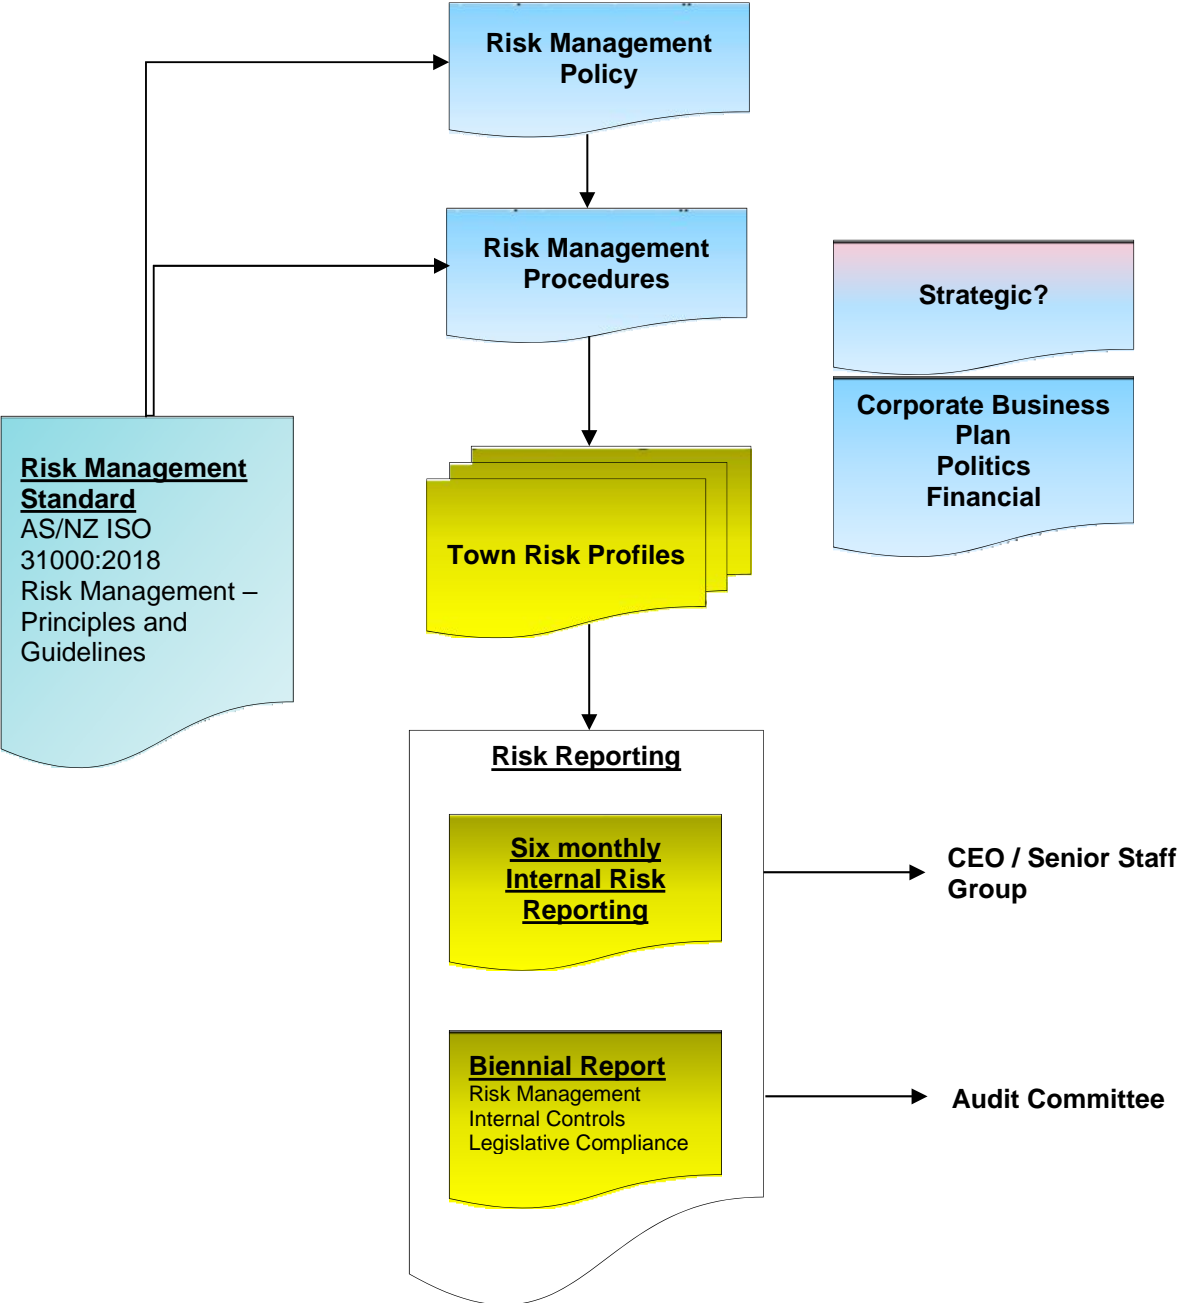 Risk Management
Policy
Risk Management
Procedures
Strategic?
Corporate Business
Plan
Politics
Financial
Risk Management
Standard
AS/NZ ISO
31000:2018
Risk Management –
Principles and
Guidelines
Town Risk Profiles
Risk Reporting
Six monthly
Internal Risk
Reporting
CEO / Senior Staff
Group
Biennial Report
Risk Management
Internal Controls
Legislative Compliance
Audit Committee